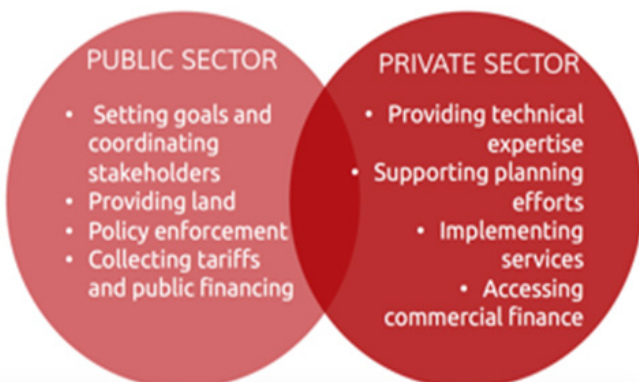 PUBLIC SECTOR
• Setting goals and
coordinating
stakeholders
• Providing land
• Policy enforcement
• Collecting tariffs
and public financing
PRIVATE SECTOR
• Providing technical
expertise
• Supporting planning
efforts
• Implementing
services
• Accessing
commercial finance